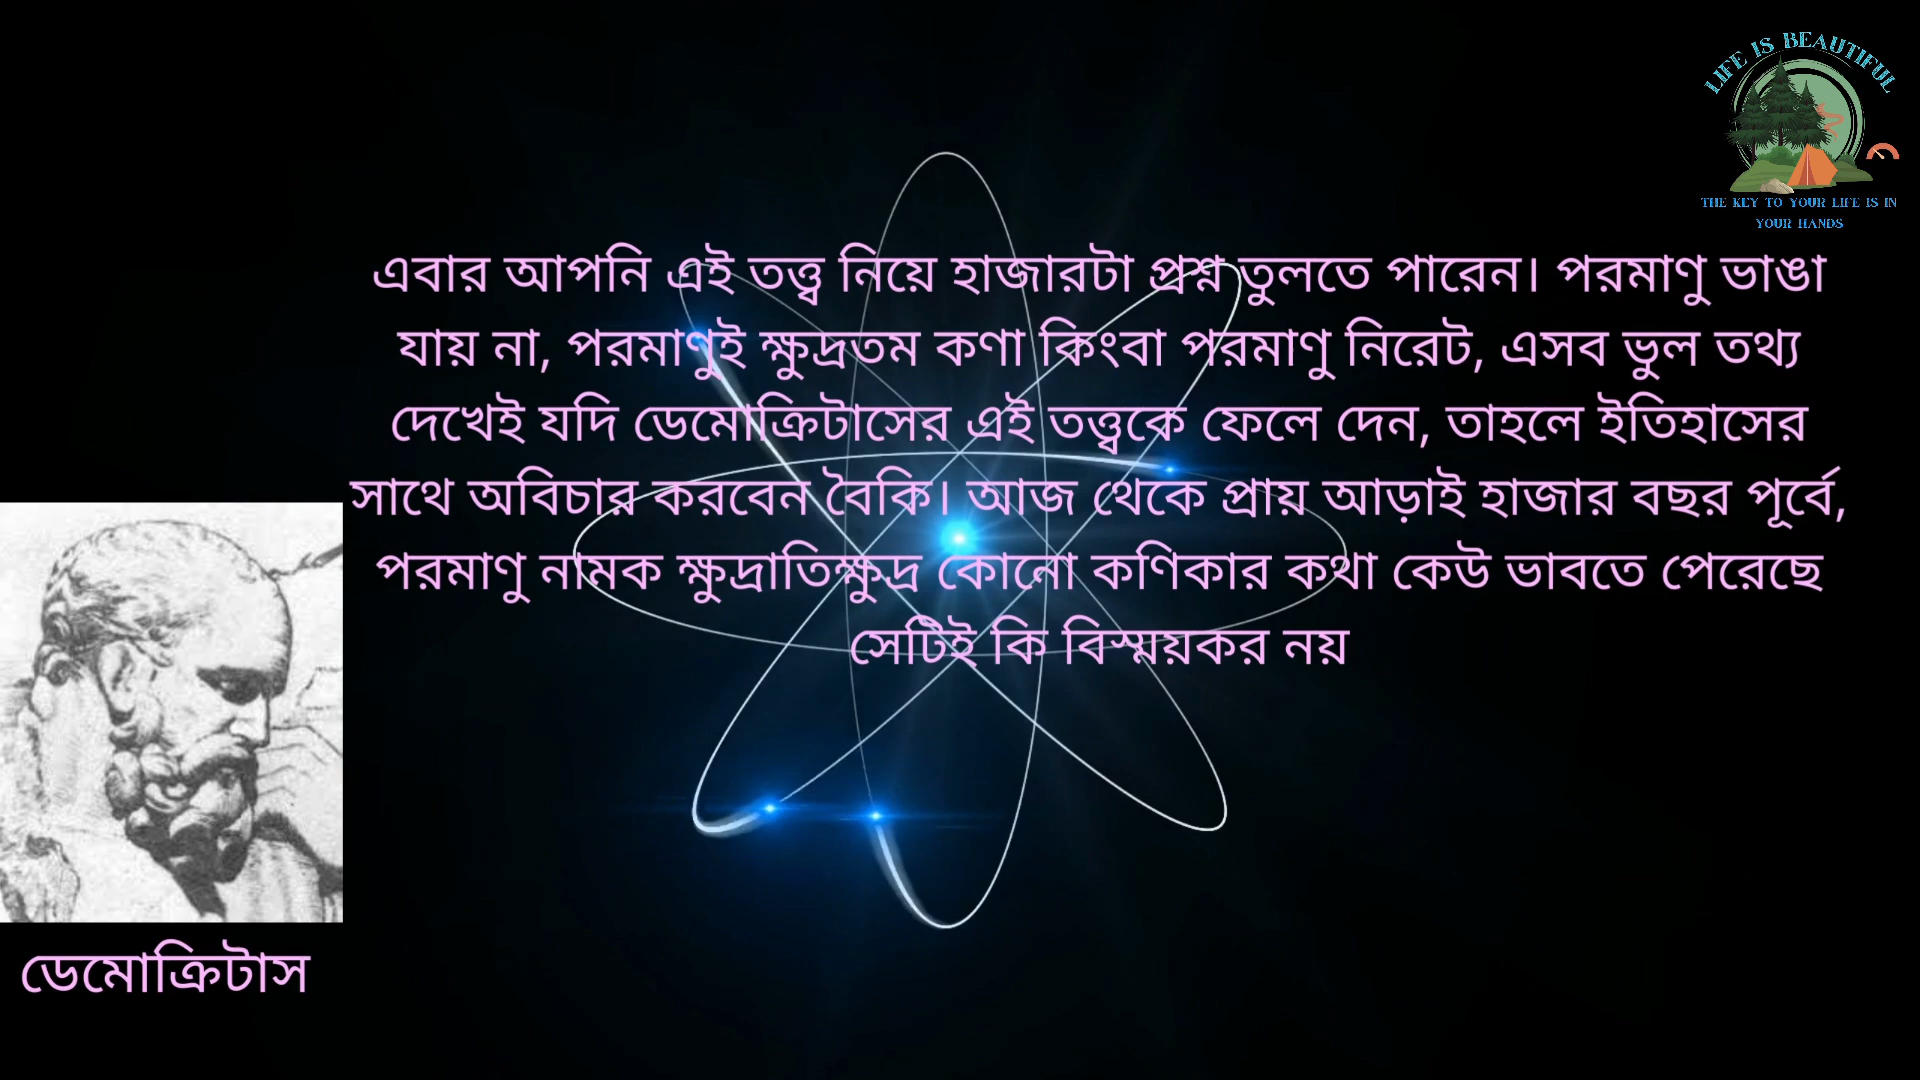 LIFE IS BEAUTIFUL
THE KEY TO YOUR LIFE IS IN
YOUR HANDS
এবার আপনি এই তত্ত্ব নিয়ে হাজারটা প্রশ্ন তুলতে পারেন। পরমাণু ভাঙা
যায় না, পরমাণুই ক্ষুদ্রতম কণা কিংবা পরমাণু নিরেট, এসব ভুল তথ্য
দেখেই যদি ডেমোক্রিটাসের এই তত্ত্বকে ফেলে দেন, তাহলে ইতিহাসের
সাথে অবিচার করবেন বৈকি। আজ থেকে প্রায় আড়াই হাজার বছর পূর্বে,
পরমাণু নামক ক্ষুদ্রাতিক্ষুদ্র কোনো কণিকার কথা কেউ ভাবতে পেরেছে
সেটিই কি বিস্ময়কর নয়
ডেমোক্রিটাস